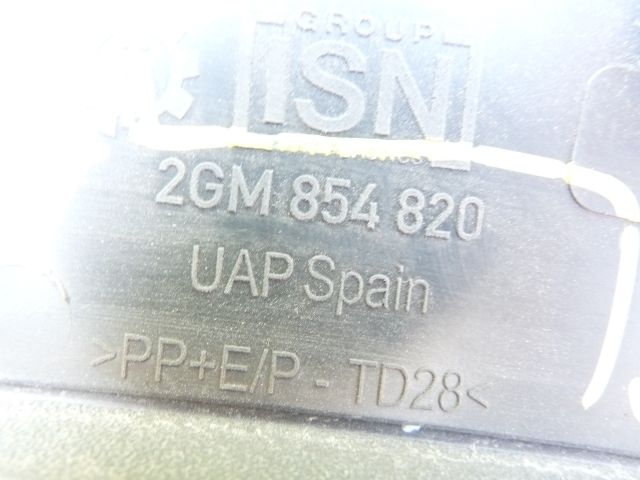 GROUP
ISN
2GM 854 820
UAP Spain
>PP+E/P - TD28<